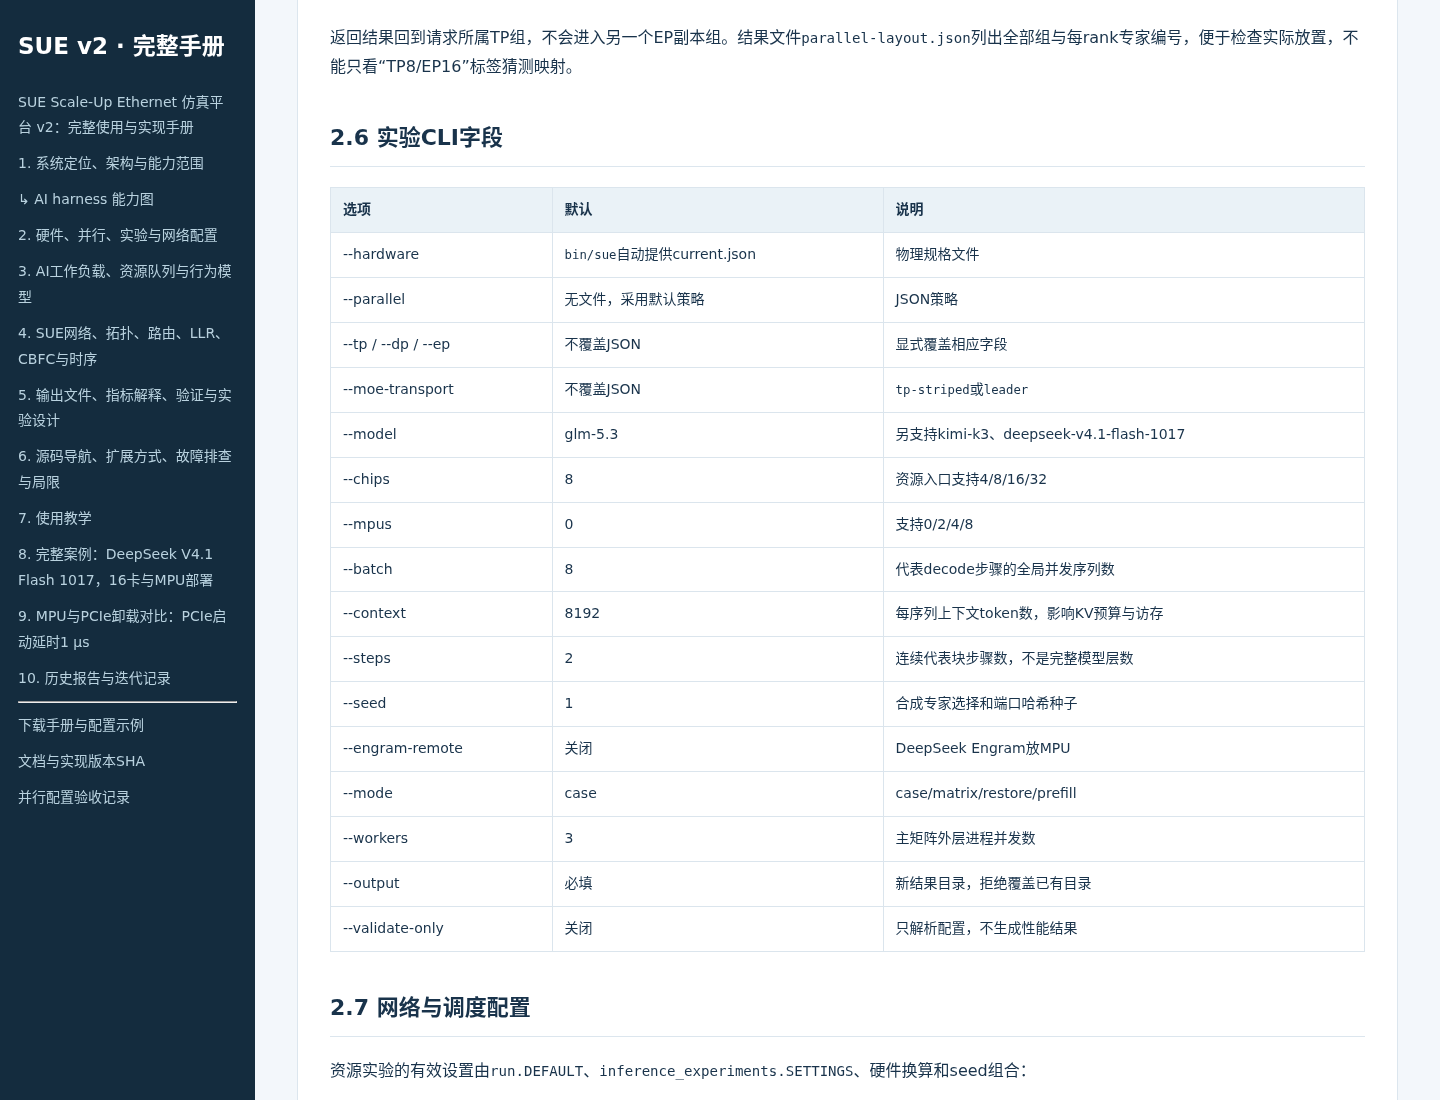 SUE v2 · 完整手册
SUE Scale-Up Ethernet 仿真平
台 v2：完整使用与实现手册
1. 系统定位、架构与能力范围
↳ AI harness 能力图
2. 硬件、并行、实验与网络配置
3. AI工作负载、资源队列与行为模
型
4. SUE网络、拓扑、路由、LLR、
CBFC与时序
5. 输出文件、指标解释、验证与实
验设计
6. 源码导航、扩展方式、故障排查
与局限
7. 使用教学
8. 完整案例：DeepSeek V4.1
Flash 1017，16卡与MPU部署
9. MPU与PCIe卸载对比：PCIe启
动延时1 μs
10. 历史报告与迭代记录
下载手册与配置示例
文档与实现版本SHA
并行配置验收记录
返回结果回到请求所属TP组，不会进入另一个EP副本组。结果文件parallel-layout.json列出全部组与每rank专家编号，便于检查实际放置，不
能只看“TP8/EP16”标签猜测映射。
2.6 实验CLI字段
选项 默认 说明
--hardware bin/sue自动提供current.json 物理规格文件
--parallel 无文件，采用默认策略 JSON策略
--tp / --dp / --ep 不覆盖JSON 显式覆盖相应字段
--moe-transport 不覆盖JSON tp-striped或leader
--model glm-5.3 另支持kimi-k3、deepseek-v4.1-flash-1017
--chips 8 资源入口支持4/8/16/32
--mpus 0 支持0/2/4/8
--batch 8 代表decode步骤的全局并发序列数
--context 8192 每序列上下文token数，影响KV预算与访存
--steps 2 连续代表块步骤数，不是完整模型层数
--seed 1 合成专家选择和端口哈希种子
--engram-remote 关闭 DeepSeek Engram放MPU
--mode case case/matrix/restore/prefill
--workers 3 主矩阵外层进程并发数
--output 必填 新结果目录，拒绝覆盖已有目录
--validate-only 关闭 只解析配置，不生成性能结果
2.7 网络与调度配置
资源实验的有效设置由run.DEFAULT、inference_experiments.SETTINGS、硬件换算和seed组合：